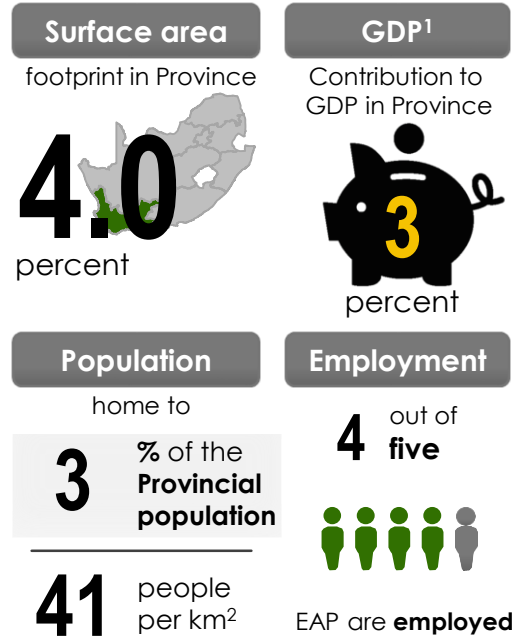 Surface area
footprint in Province
4.0
percent
GDP1
Contribution to
GDP in Province
3
percent
Population
home to
3
% of the
Provincial
population
41
people
per km2
Employment
4
out of
five
EAP are employed